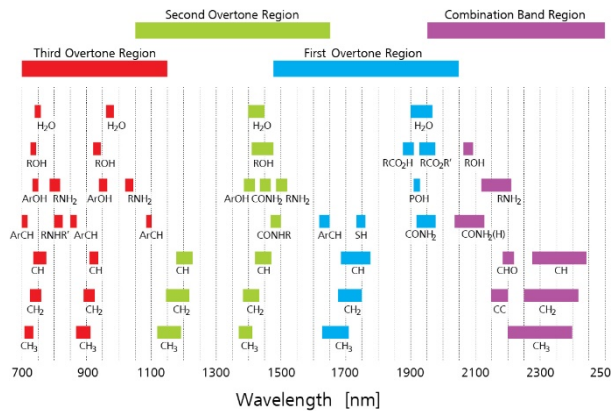 Second Overtone Region Combination Band Region
Third Overtone Region First Overtone Region
H₂O H₂O H₂O H₂O
ROH ROH ROH RCO₂H RCO₂R' ROH
ArOH RNH₂ ArOH RNH₂ ArOH CONH₂ RNH₂ POH RNH₂
ArCH RNHR' ArCH ArCH CONHR ArCH SH CONH₂ CONH₂(H)
CH CH CH CH CH CHO CH
CH₂ CH₂ CH₂ CH₂ CH₂ CC CH₂
CH₃ CH₃ CH₃ CH₃ CH₃ CH₃
700 900 1100 1300 1500 1700 1900 2100 2300 250
Wavelength [nm]